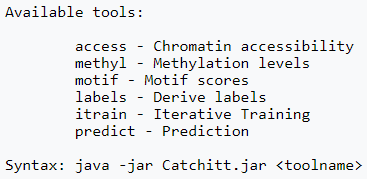 Available tools:
access - Chromatin accessibility
methyl - Methylation levels
motif - Motif scores
labels - Derive labels
itrain - Iterative Training
predict - Prediction
Syntax: java -jar Catchitt.jar <toolname>